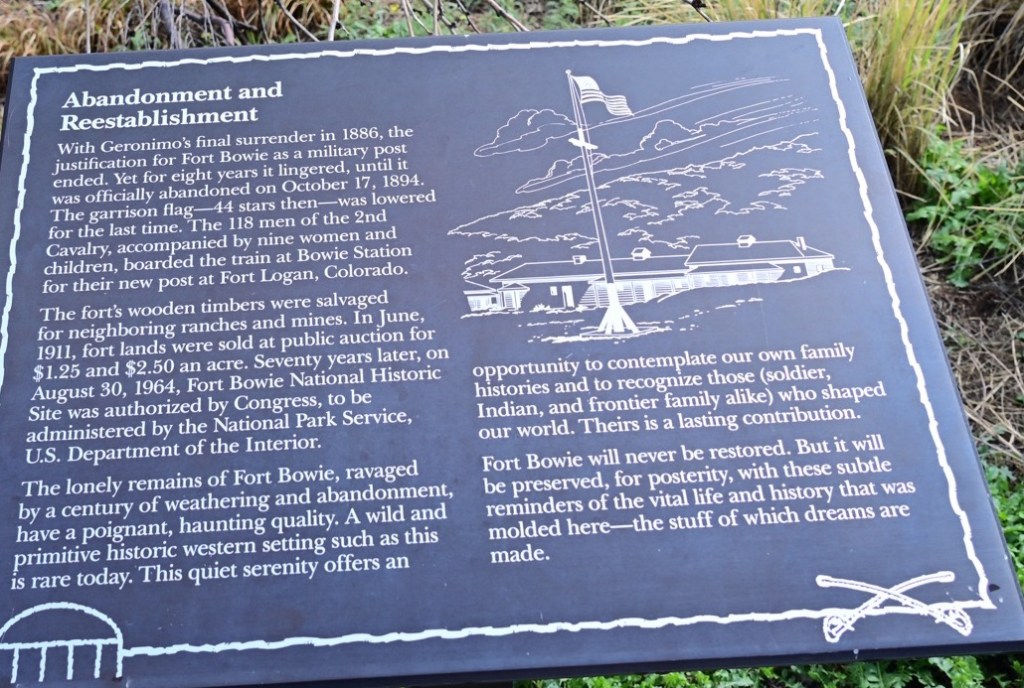 Abandonment and
Reestablishment
With Geronimo's final surrender in 1886, the
justification for Fort Bowie as a military post
ended. Yet for eight years it lingered, until it
was officially abandoned on October 17, 1894.
The garrison flag—44 stars then—was lowered
for the last time. The 118 men of the 2nd
Cavalry, accompanied by nine women and
children, boarded the train at Bowie Station
for their new post at Fort Logan, Colorado.
The fort's wooden timbers were salvaged
for neighboring ranches and mines. In June,
1911, fort lands were sold at public auction for
$1.25 and $2.50 an acre. Seventy years later, on
August 30, 1964, Fort Bowie National Historic
Site was authorized by Congress, to be
administered by the National Park Service,
U.S. Department of the Interior.
The lonely remains of Fort Bowie, ravaged
by a century of weathering and abandonment,
have a poignant, haunting quality. A wild and
primitive historic western setting such as this
is rare today. This quiet serenity offers an
opportunity to contemplate our own family
histories and to recognize those (soldier,
Indian, and frontier family alike) who shaped
our world. Theirs is a lasting contribution.
Fort Bowie will never be restored. But it will
be preserved, for posterity, with these subtle
reminders of the vital life and history that was
molded here—the stuff of which dreams are
made.